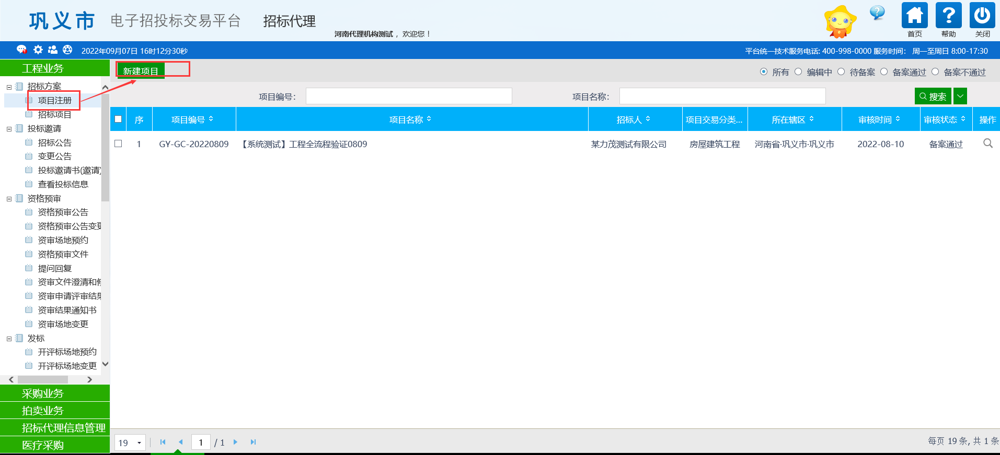 巩义市 电子招投标交易平台 招标代理
河南代理机构测试 ，欢迎您！
首页 帮助 关闭
2022年09月07日 16时12分30秒
平台统一技术服务电话: 400-998-0000 服务时间： 周一至周日 8:00-17:30
工程业务
招标方案
项目注册
招标项目
投标邀请
招标公告
变更公告
投标邀请书(邀请)
查看投标信息
资格预审
资格预审公告
资格预审公告变更
资审场地预约
资格预审文件
提问回复
资审文件澄清和修
资审申请评审结果
资审结果通知书
资审场地变更
发标
开评标场地预约
开评标场地变更
采购业务
拍卖业务
招标代理信息管理
医疗采购
新建项目
所有 编辑中 待备案 备案通过 备案不通过
项目编号： 项目名称： 搜索
序 项目编号 项目名称 招标人 项目交易分类... 所在辖区 审核时间 审核状态 操作
1 GY-GC-20220809 【系统测试】工程全流程验证0809 某力茂测试有限公司 房屋建筑工程 河南省·巩义市·巩义市 2022-08-10 备案通过
19 1 / 1
每页 19 条, 共 1 条